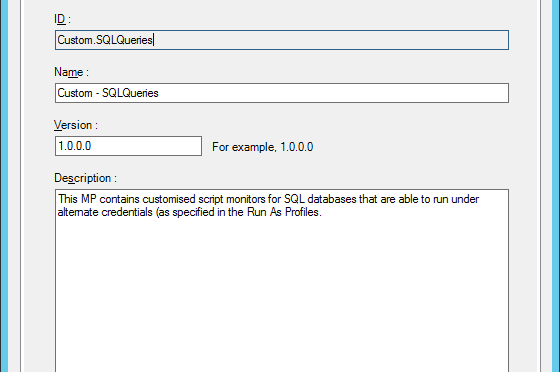 ID :
Custom.SQLQueries
Name :
Custom - SQLQueries
Version :
1.0.0.0 For example, 1.0.0.0
Description :
This MP contains customised script monitors for SQL databases that are able to run under
alternate credentials (as specified in the Run As Profiles.